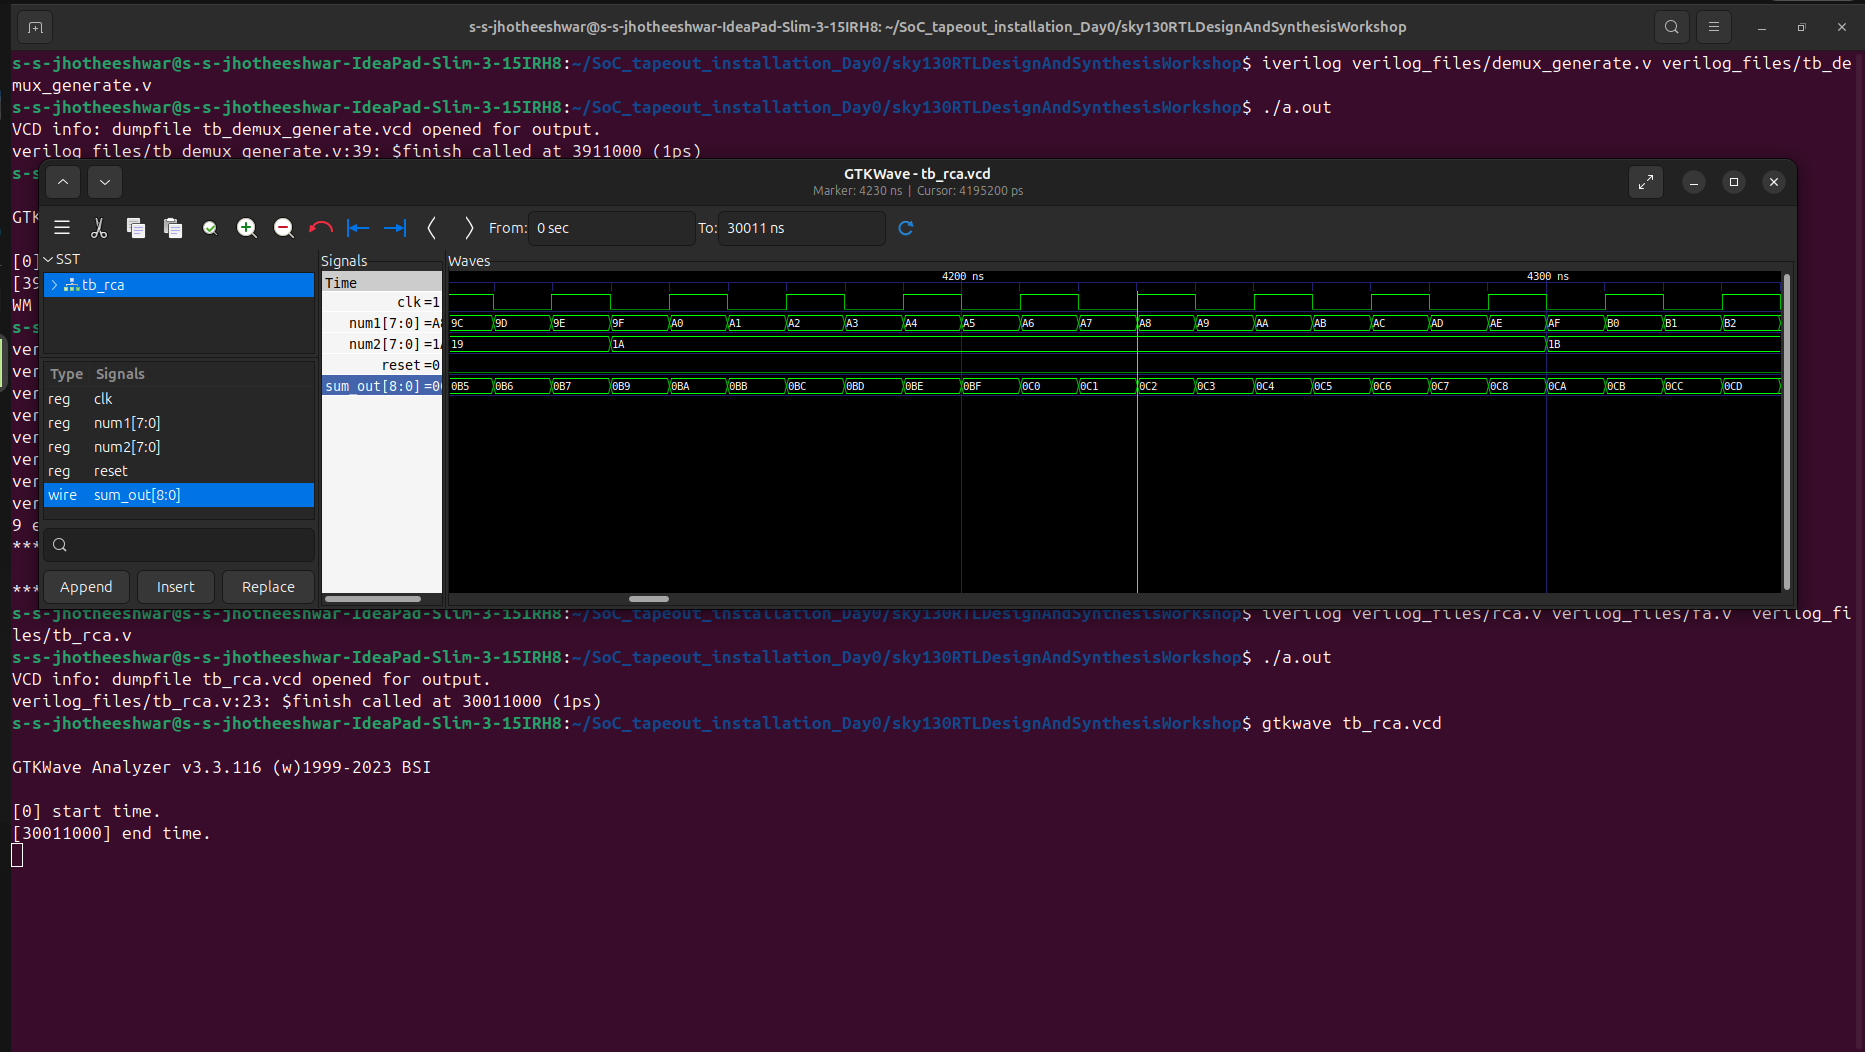 s-s-jhotheeshwar@s-s-jhotheeshwar-IdeaPad-Slim-3-15IRH8: ~/SoC_tapeout_installation_Day0/sky130RTLDesignAndSynthesisWorkshop
s-s-jhotheeshwar@s-s-jhotheeshwar-IdeaPad-Slim-3-15IRH8:~/SoC_tapeout_installation_Day0/sky130RTLDesignAndSynthesisWorkshop$ iverilog verilog_files/demux_generate.v verilog_files/tb_de
mux_generate.v
s-s-jhotheeshwar@s-s-jhotheeshwar-IdeaPad-Slim-3-15IRH8:~/SoC_tapeout_installation_Day0/sky130RTLDesignAndSynthesisWorkshop$ ./a.out
VCD info: dumpfile tb_demux_generate.vcd opened for output.
verilog_files/tb_demux_generate.v:39: $finish called at 3911000 (1ps)
s-s
GTK
[0]
[39
WM
s-s
ver
ver
ver
ver
ver
ver
ver
ver
9 e
***
***
GTKWave - tb_rca.vcd
Marker: 4230 ns | Cursor: 4195200 ps
From: 0 sec To: 30011 ns
SST
tb_rca
Type Signals
reg clk
reg num1[7:0]
reg num2[7:0]
reg reset
wire sum_out[8:0]
Append Insert Replace
Signals
Time
clk =1
num1[7:0] =A8
num2[7:0] =1A
reset =0
sum_out[8:0] =0
Waves
4200 ns 4300 ns
9C 9D 9E 9F A0 A1 A2 A3 A4 A5 A6 A7 A8 A9 AA AB AC AD AE AF B0 B1 B2
19 1A 1B
0B5 0B6 0B7 0B9 0BA 0BB 0BC 0BD 0BE 0BF 0C0 0C1 0C2 0C3 0C4 0C5 0C6 0C7 0C8 0CA 0CB 0CC 0CD
s-s-jhotheeshwar@s-s-jhotheeshwar-IdeaPad-Slim-3-15IRH8:~/SoC_tapeout_installation_Day0/sky130RTLDesignAndSynthesisWorkshop$ iverilog verilog_files/rca.v verilog_files/fa.v  verilog_fi
les/tb_rca.v
s-s-jhotheeshwar@s-s-jhotheeshwar-IdeaPad-Slim-3-15IRH8:~/SoC_tapeout_installation_Day0/sky130RTLDesignAndSynthesisWorkshop$ ./a.out
VCD info: dumpfile tb_rca.vcd opened for output.
verilog_files/tb_rca.v:23: $finish called at 30011000 (1ps)
s-s-jhotheeshwar@s-s-jhotheeshwar-IdeaPad-Slim-3-15IRH8:~/SoC_tapeout_installation_Day0/sky130RTLDesignAndSynthesisWorkshop$ gtkwave tb_rca.vcd
GTKWave Analyzer v3.3.116 (w)1999-2023 BSI
[0] start time.
[30011000] end time.